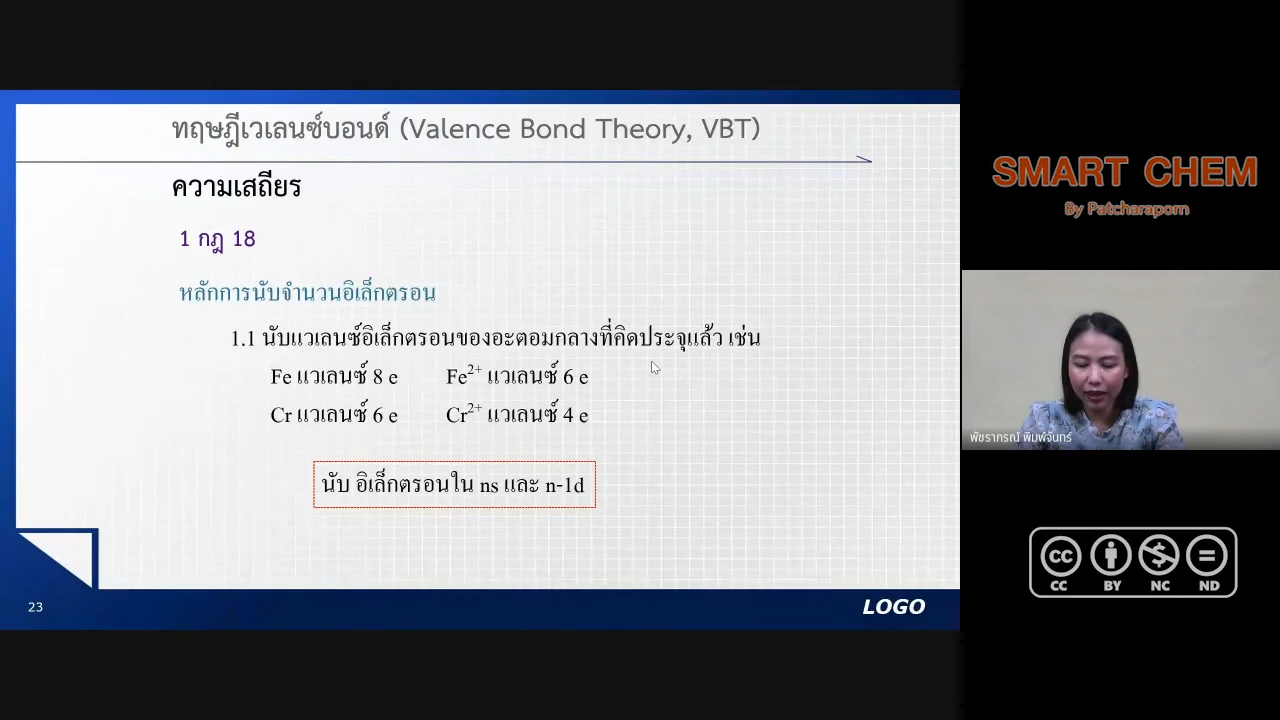 ทฤษฎีเวเลนซ์บอนด์ (Valence Bond Theory, VBT)
ความเสถียร
1 กฎ 18
หลักการนับจำนวนอิเล็กตรอน
1.1 นับแวเลนซ์อิเล็กตรอนของอะตอมกลางที่คิดประจุแล้ว เช่น
Fe แวเลนซ์ 8 e Fe2+ แวเลนซ์ 6 e
Cr แวเลนซ์ 6 e Cr2+ แวเลนซ์ 4 e
นับ อิเล็กตรอนใน ns และ n-1d
23
LOGO
SMART CHEM
By Patcharaporn
พัชราภรณ์ พิมพ์จันทร์
cc
CC BY NC ND